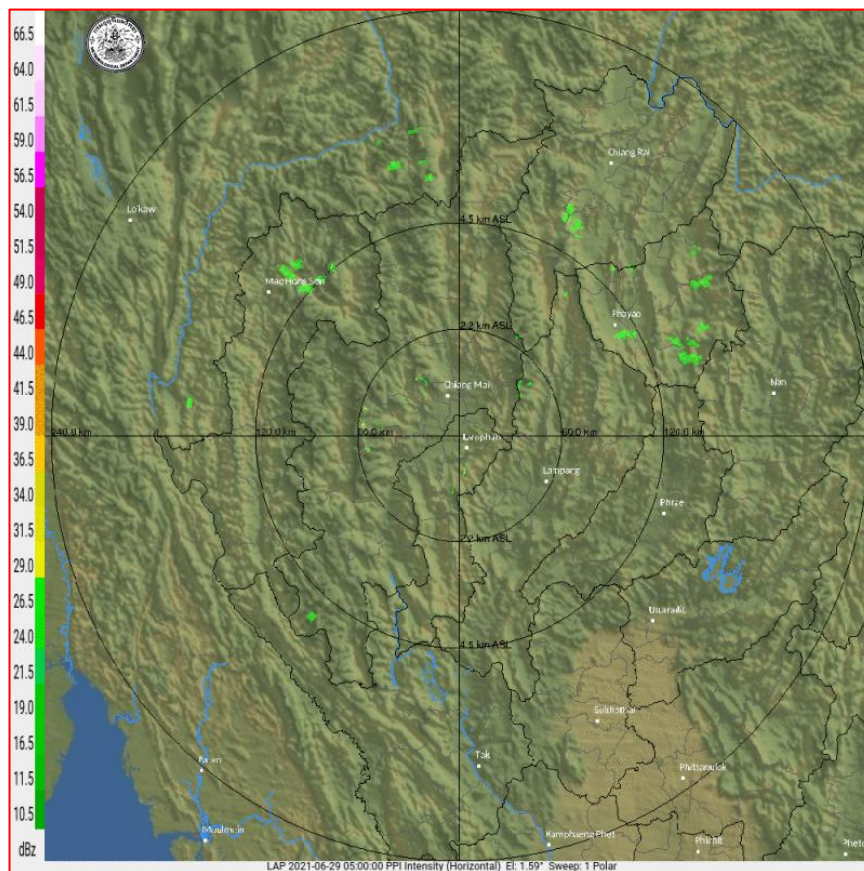 66.5
64.0
61.5
59.0
56.5
54.0
51.5
49.0
46.5
44.0
41.5
39.0
36.5
34.0
31.5
29.0
26.5
24.0
21.5
19.0
16.5
11.5
10.5
dBz
Chiang Rai
Loikaw
4.5 km ASL
Mae Hong Son
Phayao
2.2 km ASL
Chiang Mai
Nan
240.0 km
120.0 km
60.0 km
60.0 km
120.0 km
Lamphun
Lampang
Phrae
2.2 km ASL
Uttaradit
4.5 km ASL
Sukhothai
Tak
Pa'an
Phitsanulok
Moulmein
Kamphaeng Phet
Phichit
LAP 2021-06-29 05:00:00 PPI Intensity (Horizontal) El: 1.59° Sweep: 1 Polar